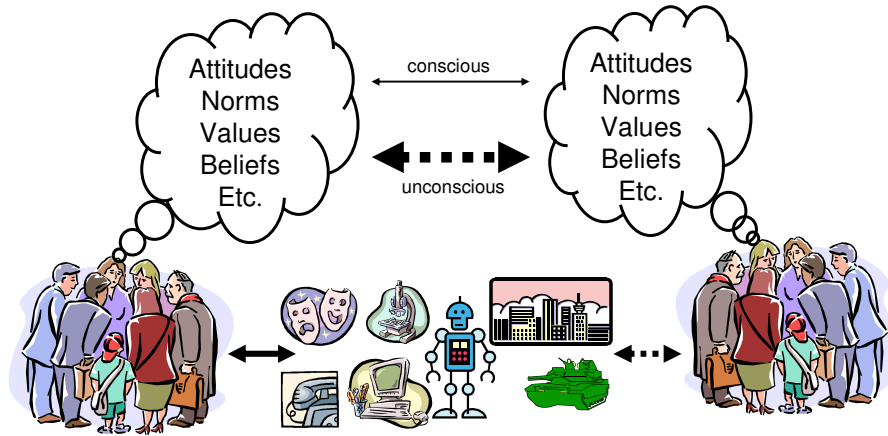 Attitudes
Norms
Values
Beliefs
Etc.
conscious
unconscious
Attitudes
Norms
Values
Beliefs
Etc.